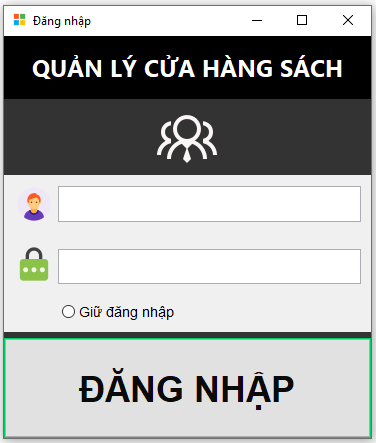 Đăng nhập
QUẢN LÝ CỬA HÀNG SÁCH
Giữ đăng nhập
ĐĂNG NHẬP